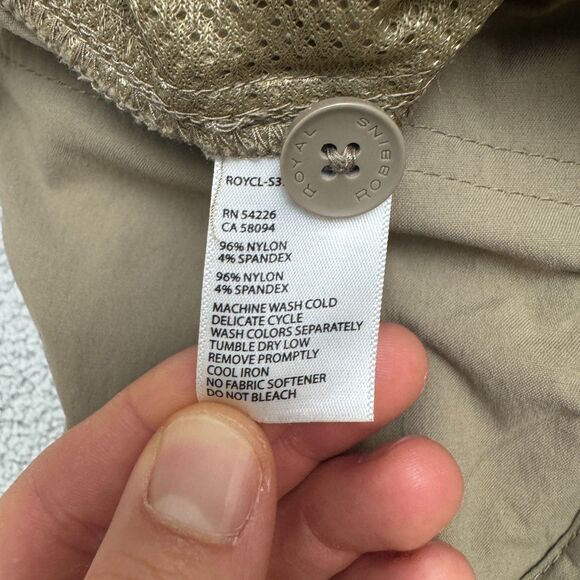 ROYAL
ROBBINS
ROYCL-S3
RN 54226
CA 58094
96% NYLON
4% SPANDEX
96% NYLON
4% SPANDEX
MACHINE WASH COLD
DELICATE CYCLE
WASH COLORS SEPARATELY
TUMBLE DRY LOW
REMOVE PROMPTLY
COOL IRON
NO FABRIC SOFTENER
DO NOT BLEACH